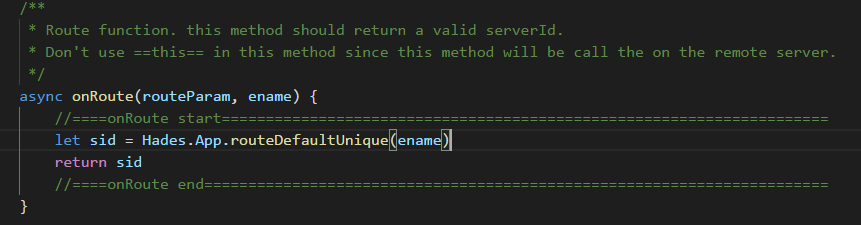 /**
 * Route function. this method should return a valid serverId.
 * Don't use ==this== in this method since this method will be call the on the remote server.
 */
async onRoute(routeParam, ename) {
    //====onRoute start===================================================================
    let sid = Hades.App.routeDefaultUnique(ename)
    return sid
    //====onRoute end=====================================================================
}